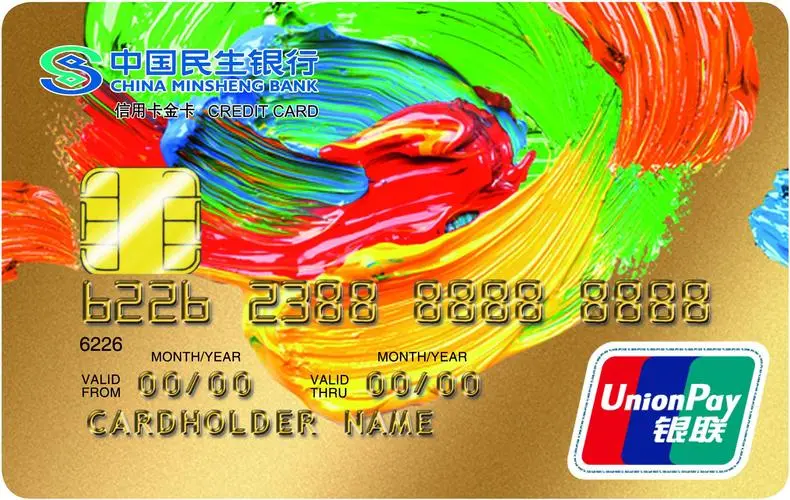 中国民生银行
CHINA MINSHENG BANK
信用卡金卡 CREDIT CARD
6226 2388 8888 8888
6226
MONTH/YEAR MONTH/YEAR
VALID FROM 00/00 VALID THRU 00/00
CARDHOLDER NAME
UnionPay
银联